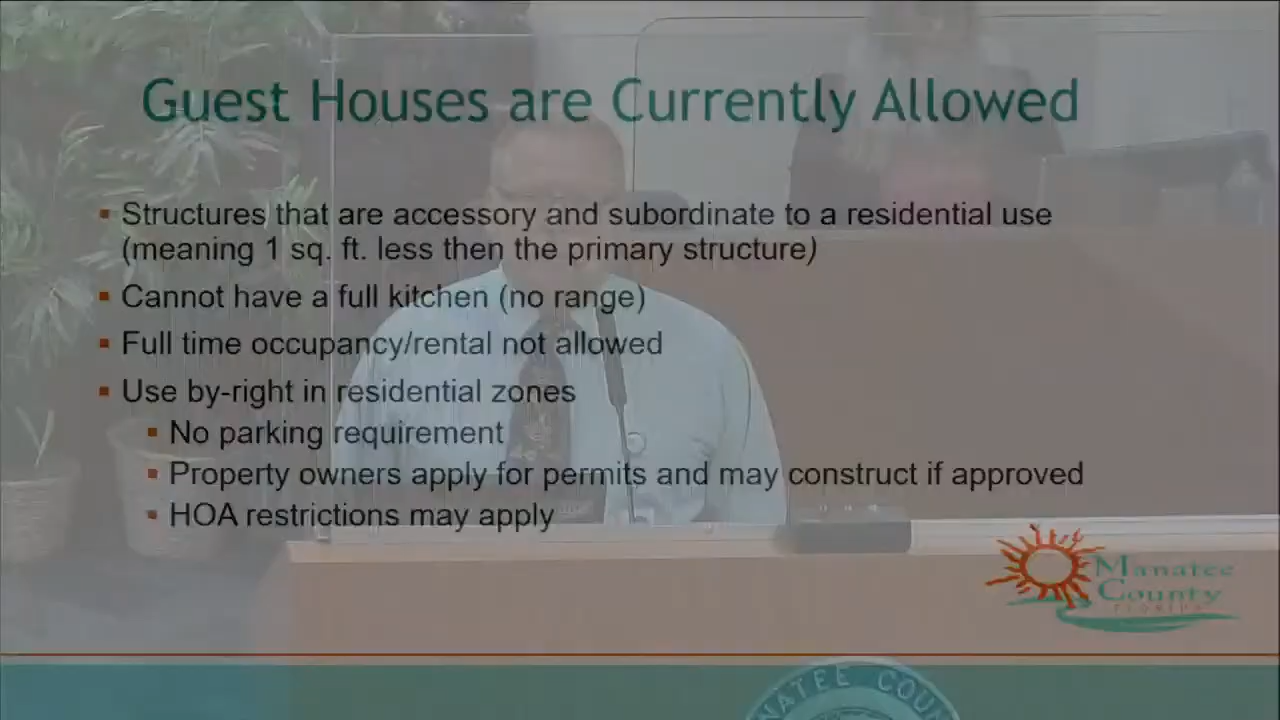 Guest Houses are Currently Allowed
Structures that are accessory and subordinate to a residential use
(meaning 1 sq. ft. less then the primary structure)
Cannot have a full kitchen (no range)
Full time occupancy/rental not allowed
Use by-right in residential zones
No parking requirement
Property owners apply for permits and may construct if approved
HOA restrictions may apply
Manatee
County
FLORIDA
NATEE COUN